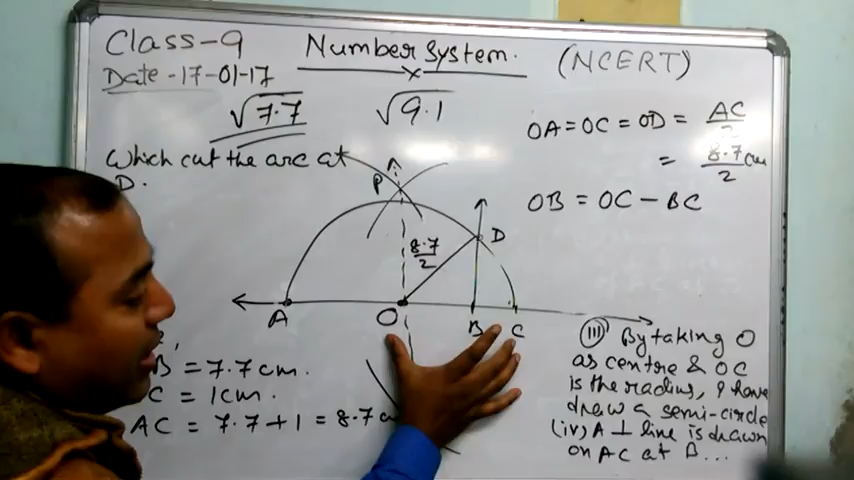 Class-9
Number System.
(NCERT)
Date -17-01-17
√7.7
√9.1
OA = OC = OD = AC
= 8.7 cm
2
which cut the arc at
D.
OB = OC - BC
P
D
8.7
2
A
O
B
C
B = 7.7 cm.
C = 1cm.
AC = 7.7 + 1 = 8.7 c
(III) By taking O
as centre & OC
is the radius, I have
draw a semi-circle
(iv) A ⊥ line is drawn
on AC at B...